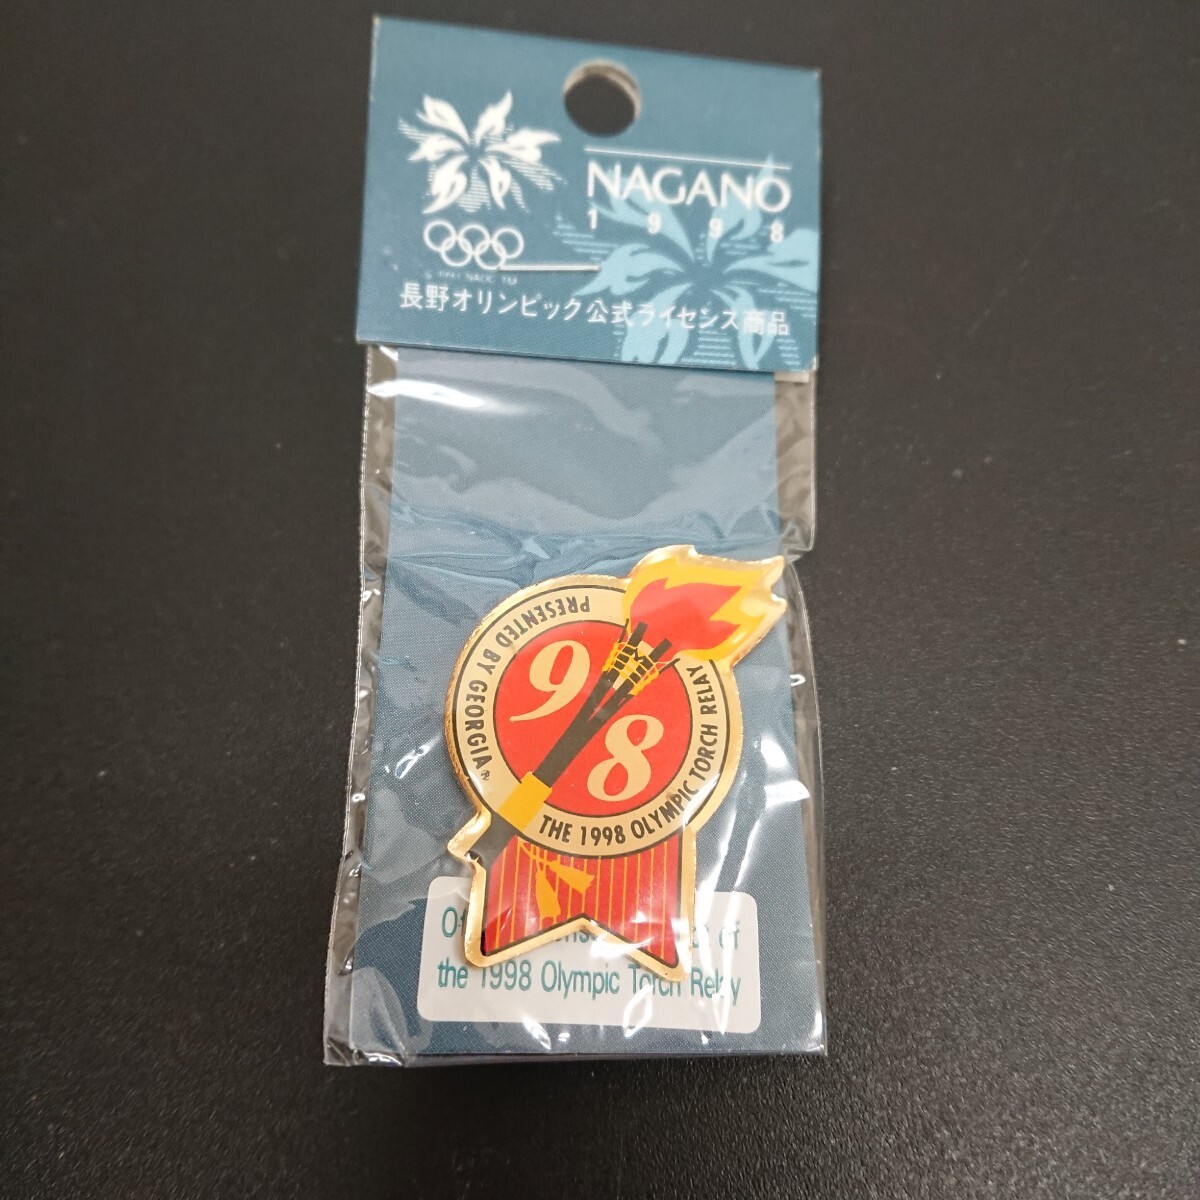 NAGANO
1998
長野オリンピック公式ライセンス商品
PRESENTED BY GEORGIA®
98
THE 1998 OLYMPIC TORCH RELAY
of
the 1998 Olympic Torch Relay